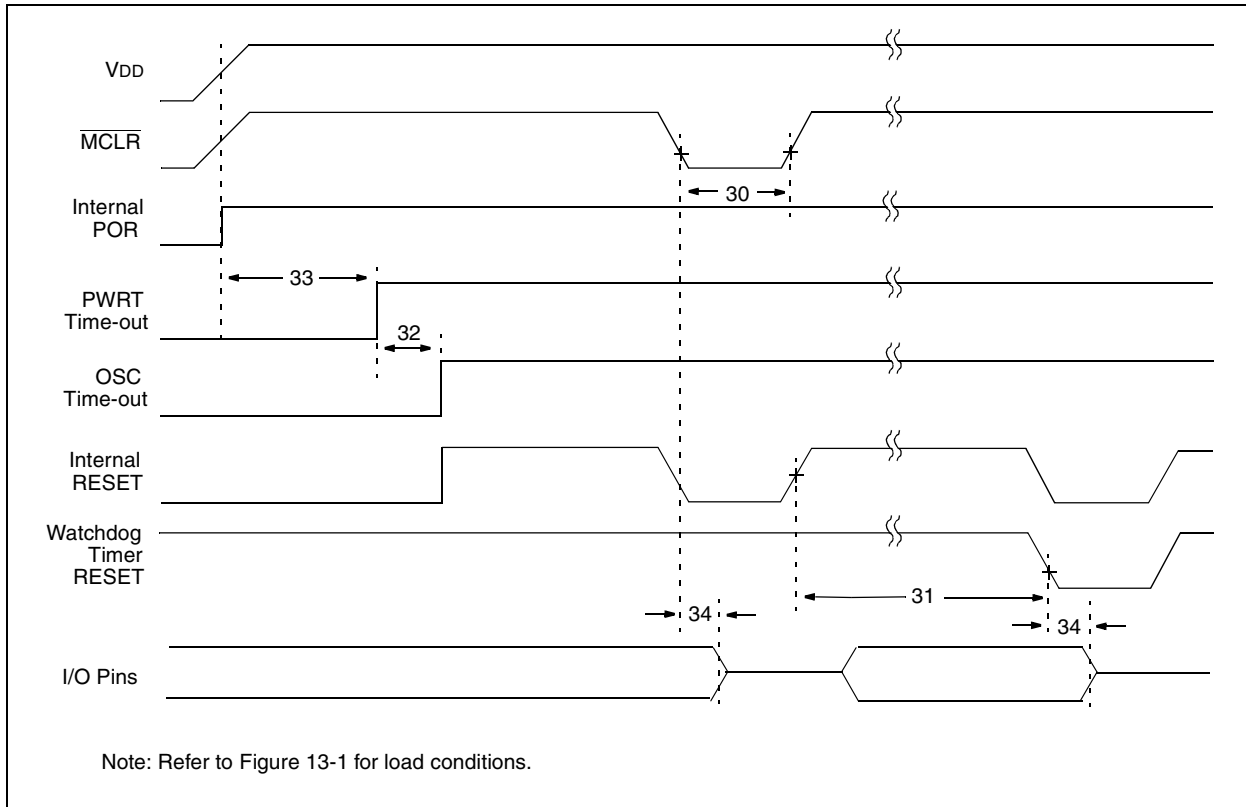 VDD
MCLR
30
Internal
POR
33
PWRT
Time-out
32
OSC
Time-out
Internal
RESET
Watchdog
Timer
RESET
31
34
34
I/O Pins
Note: Refer to Figure 13-1 for load conditions.